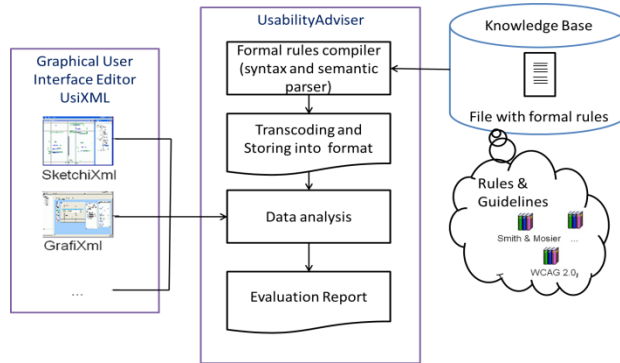 Graphical User
Interface Editor
UsiXML
SketchiXml
GrafiXml
...
UsabilityAdviser
Formal rules compiler
(syntax and semantic
parser)
Transcoding and
Storing into format
Data analysis
Evaluation Report
Knowledge Base
File with formal rules
Rules &
Guidelines
Smith & Mosier ...
WCAG 2.0,